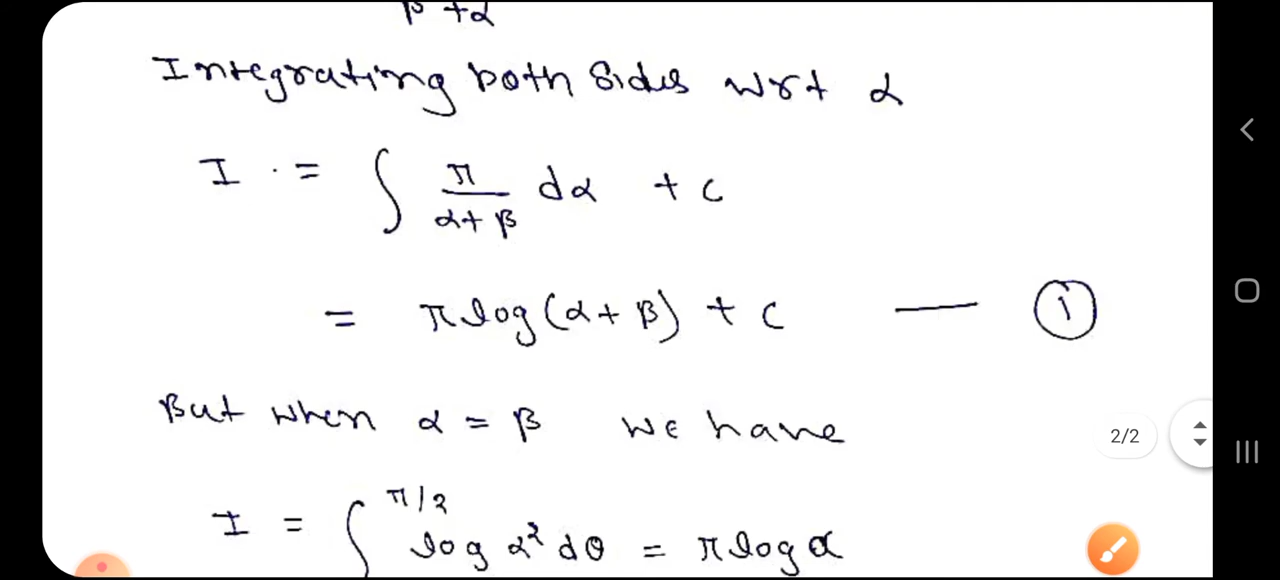 β + α
Integrating both sides wrt α
I = ∫ π/(α+β) dα + c
= π log(α + β) + c —— ①
But when α = β we have
2/2
I = ∫ π/2 log α² dθ = π log α